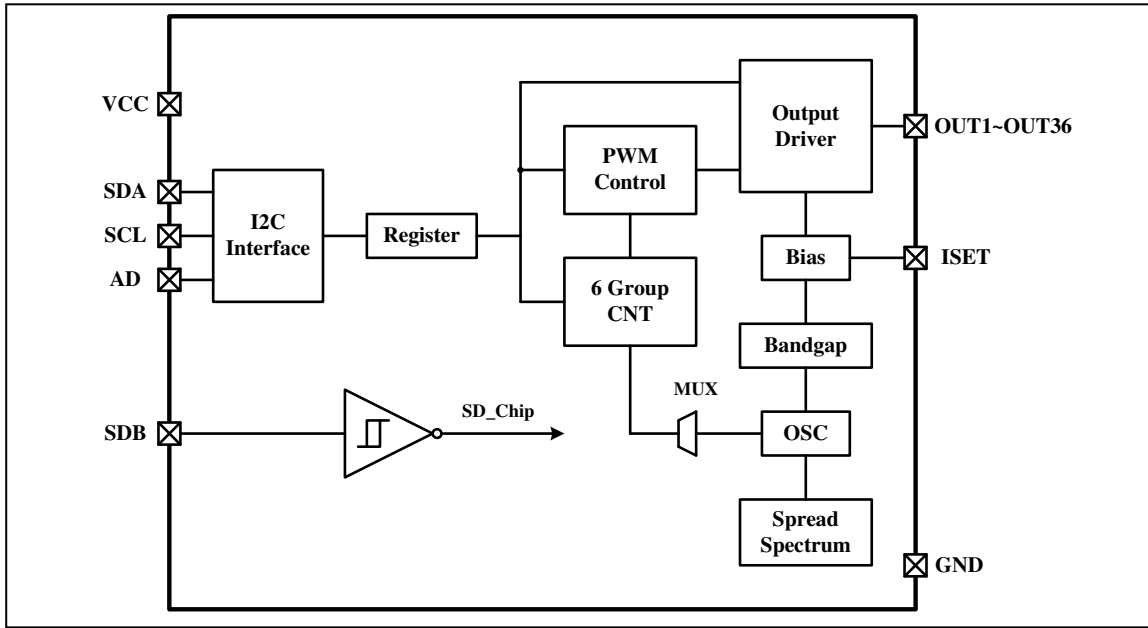 VCC
SDA
SCL
AD
SDB
I2C
Interface
Register
PWM
Control
6 Group
CNT
Output
Driver
Bias
Bandgap
MUX
OSC
Spread
Spectrum
SD_Chip
OUT1~OUT36
ISET
GND